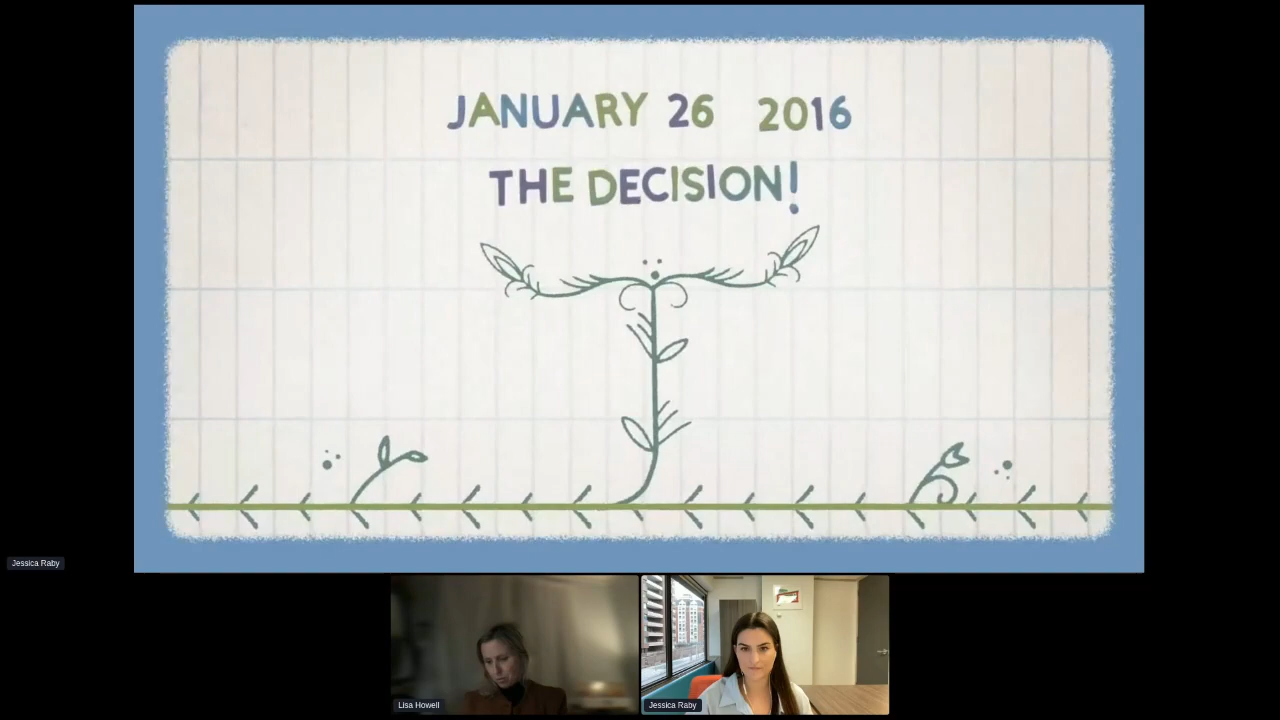 JANUARY 26 2016
THE DECISION!
Jessica Raby
Lisa Howell
Jessica Raby